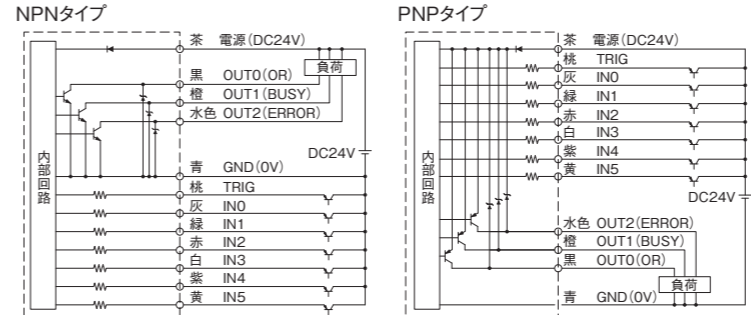 NPNタイプ
茶 電源(DC24V)
負荷
黒 OUT0(OR)
橙 OUT1(BUSY)
水色 OUT2(ERROR)
DC24V
内部回路
青 GND(0V)
桃 TRIG
灰 IN0
緑 IN1
赤 IN2
白 IN3
紫 IN4
黄 IN5
PNPタイプ
茶 電源(DC24V)
桃 TRIG
灰 IN0
緑 IN1
赤 IN2
白 IN3
紫 IN4
黄 IN5
内部回路
DC24V
水色 OUT2(ERROR)
橙 OUT1(BUSY)
黒 OUT0(OR)
負荷
青 GND(0V)